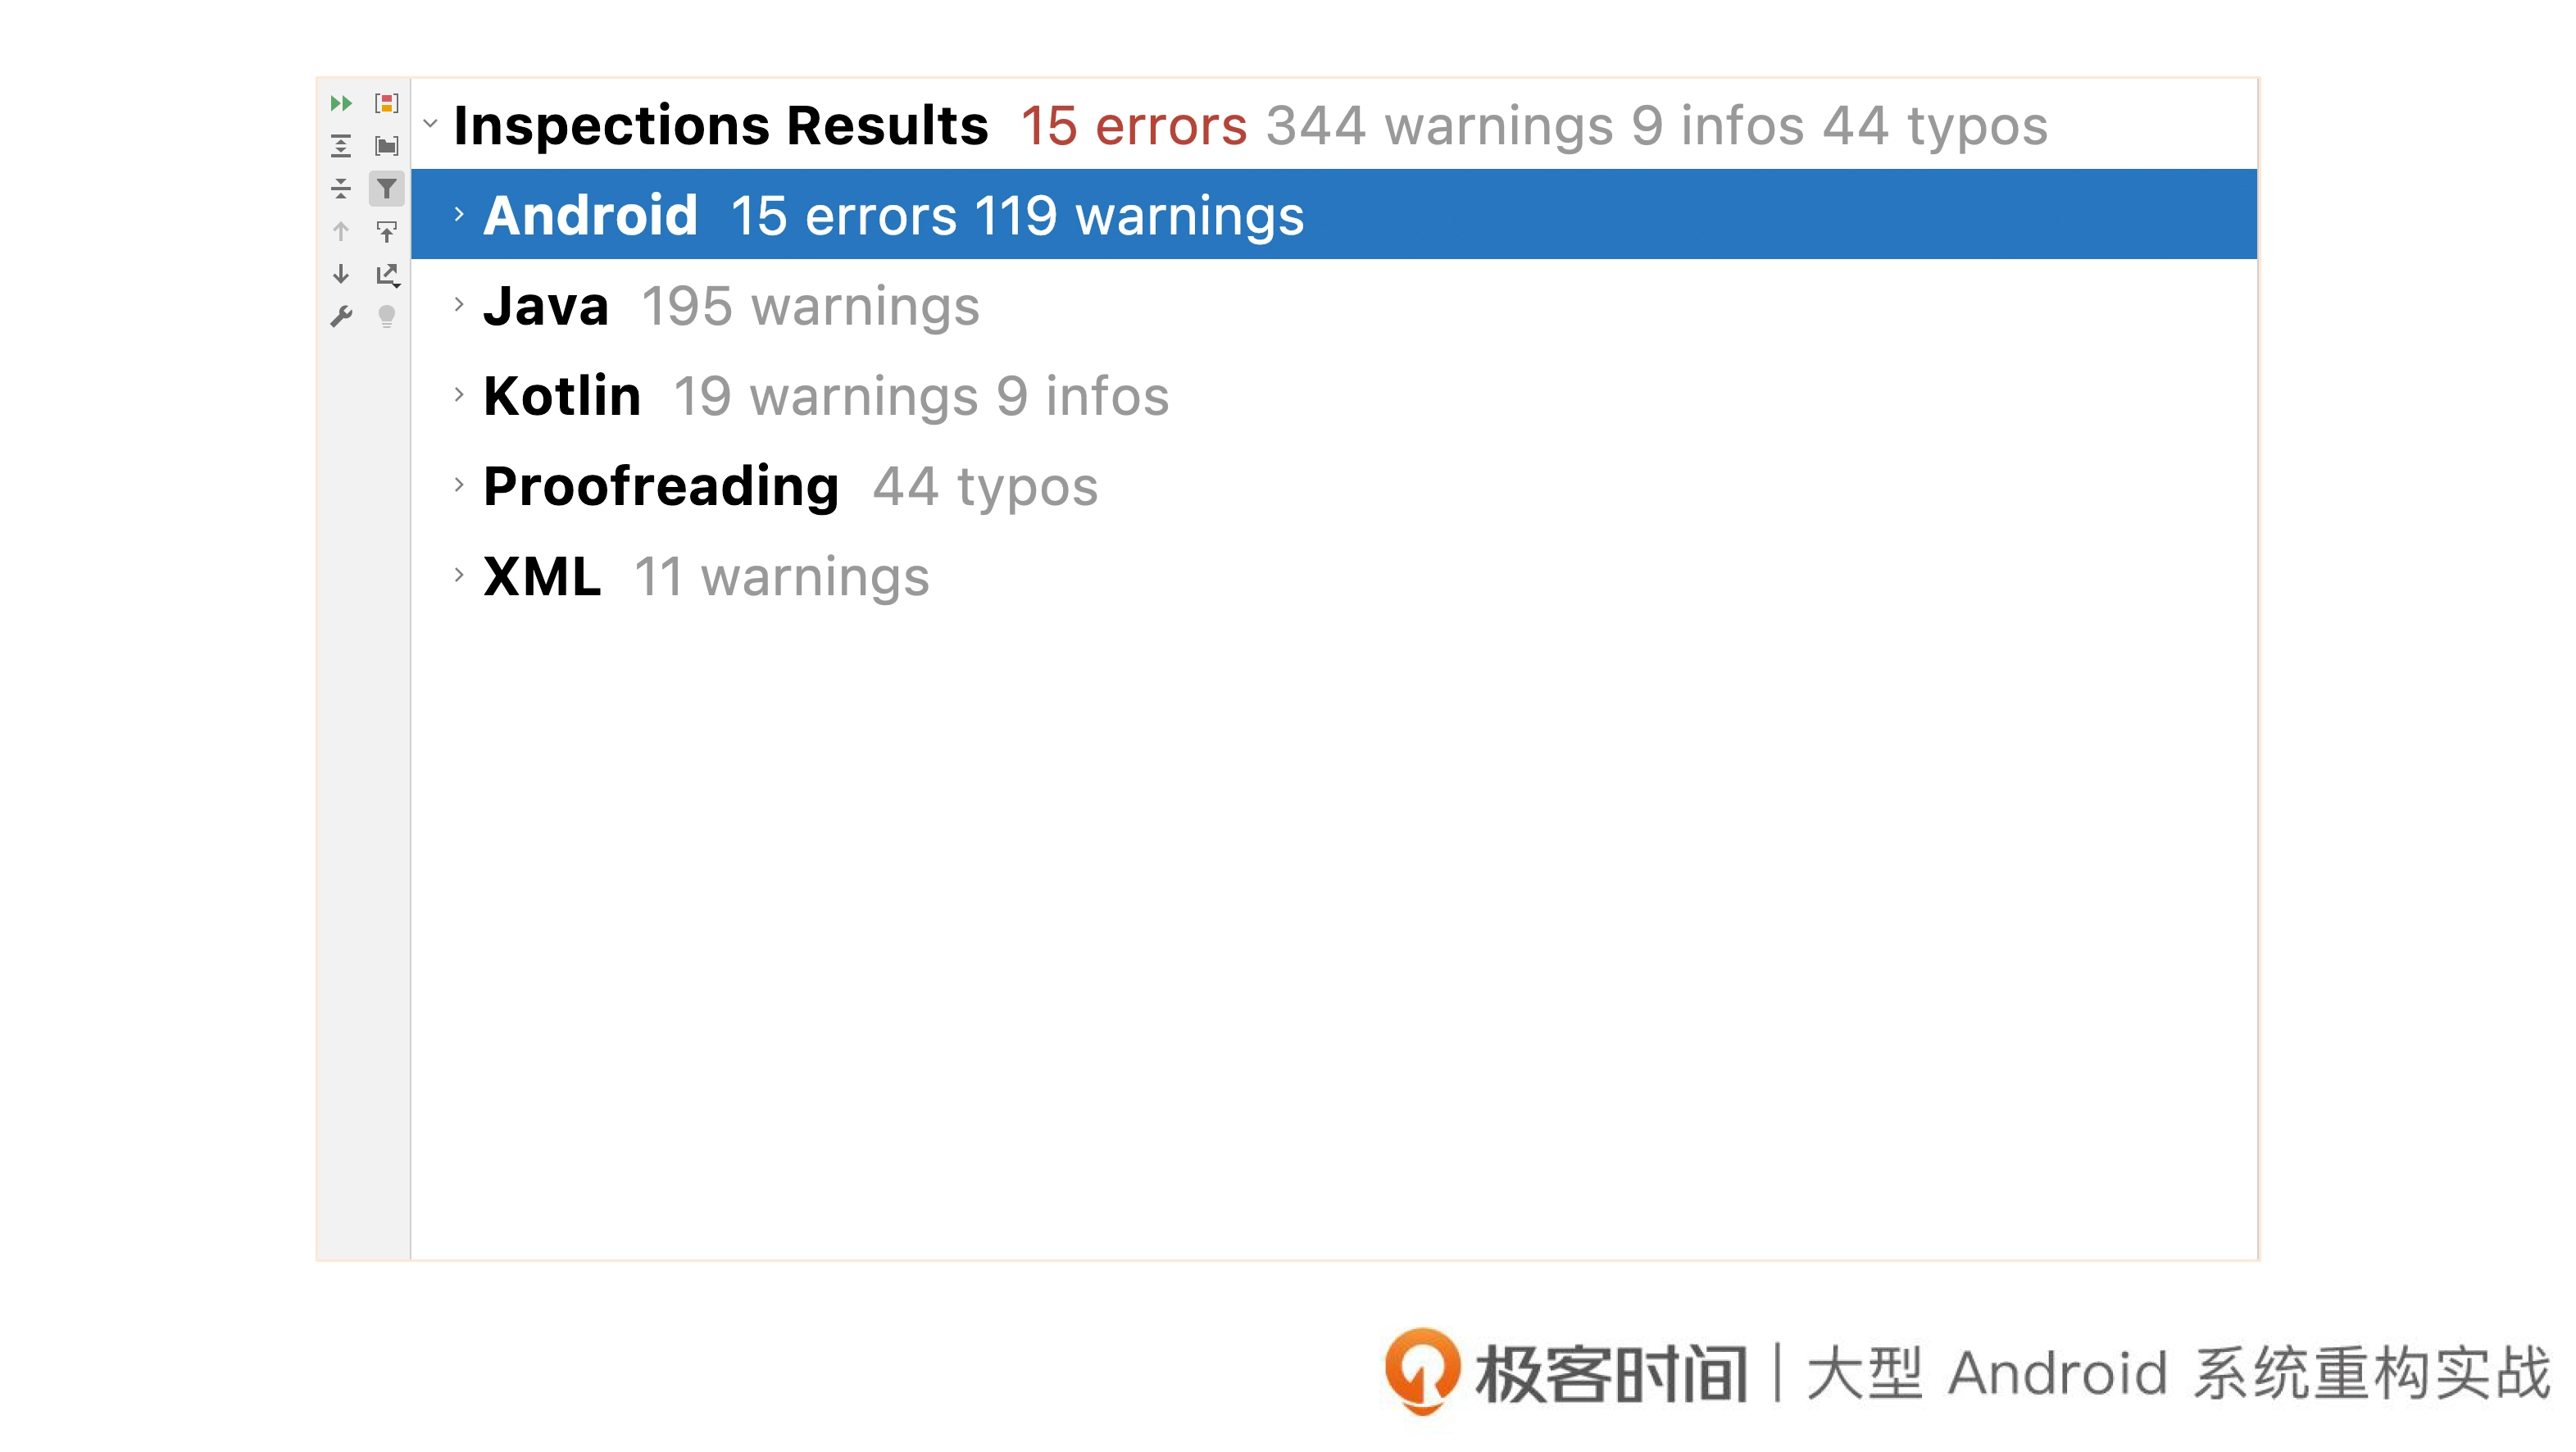 Inspections Results 15 errors 344 warnings 9 infos 44 typos
Android 15 errors 119 warnings
Java 195 warnings
Kotlin 19 warnings 9 infos
Proofreading 44 typos
XML 11 warnings
极客时间 | 大型 Android 系统重构实战